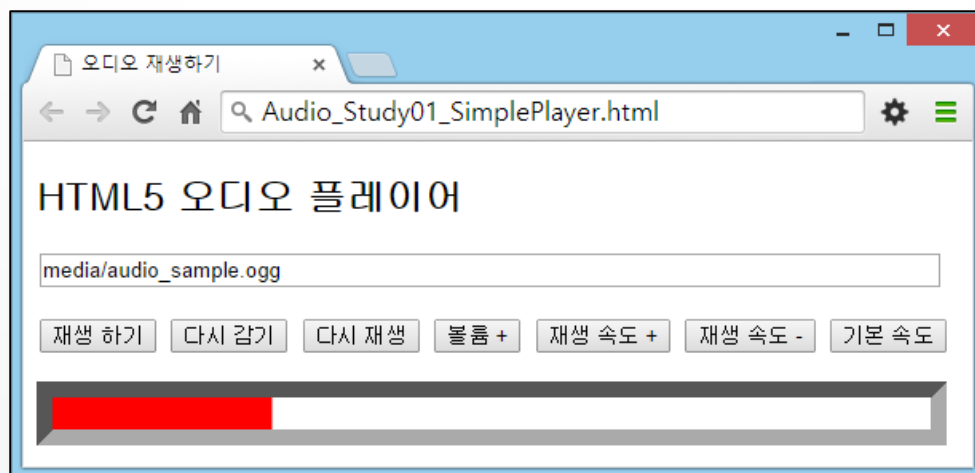 오디오 재생하기
Audio_Study01_SimplePlayer.html
HTML5 오디오 플레이어
media/audio_sample.ogg
재생 하기 다시 감기 다시 재생 볼륨 + 재생 속도 + 재생 속도 - 기본 속도